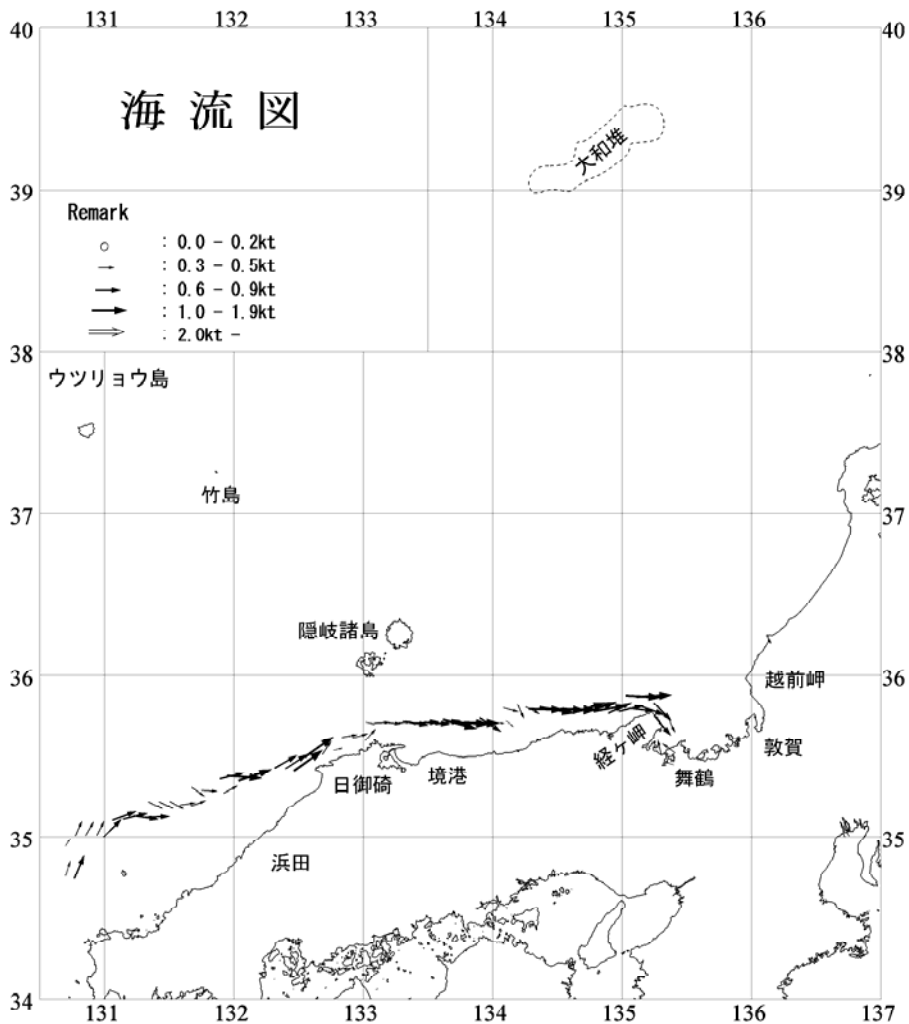 131 132 133 134 135 136
40 40
海流図
大和堆
39 39
Remark
: 0.0 - 0.2kt
: 0.3 - 0.5kt
: 0.6 - 0.9kt
: 1.0 - 1.9kt
: 2.0kt -
38 38
ウツリョウ島
竹島
37 37
隠岐諸島
36 36
越前岬
経ヶ岬
敦賀
日御碕
境港
舞鶴
35 35
浜田
34
131 132 133 134 135 136 137